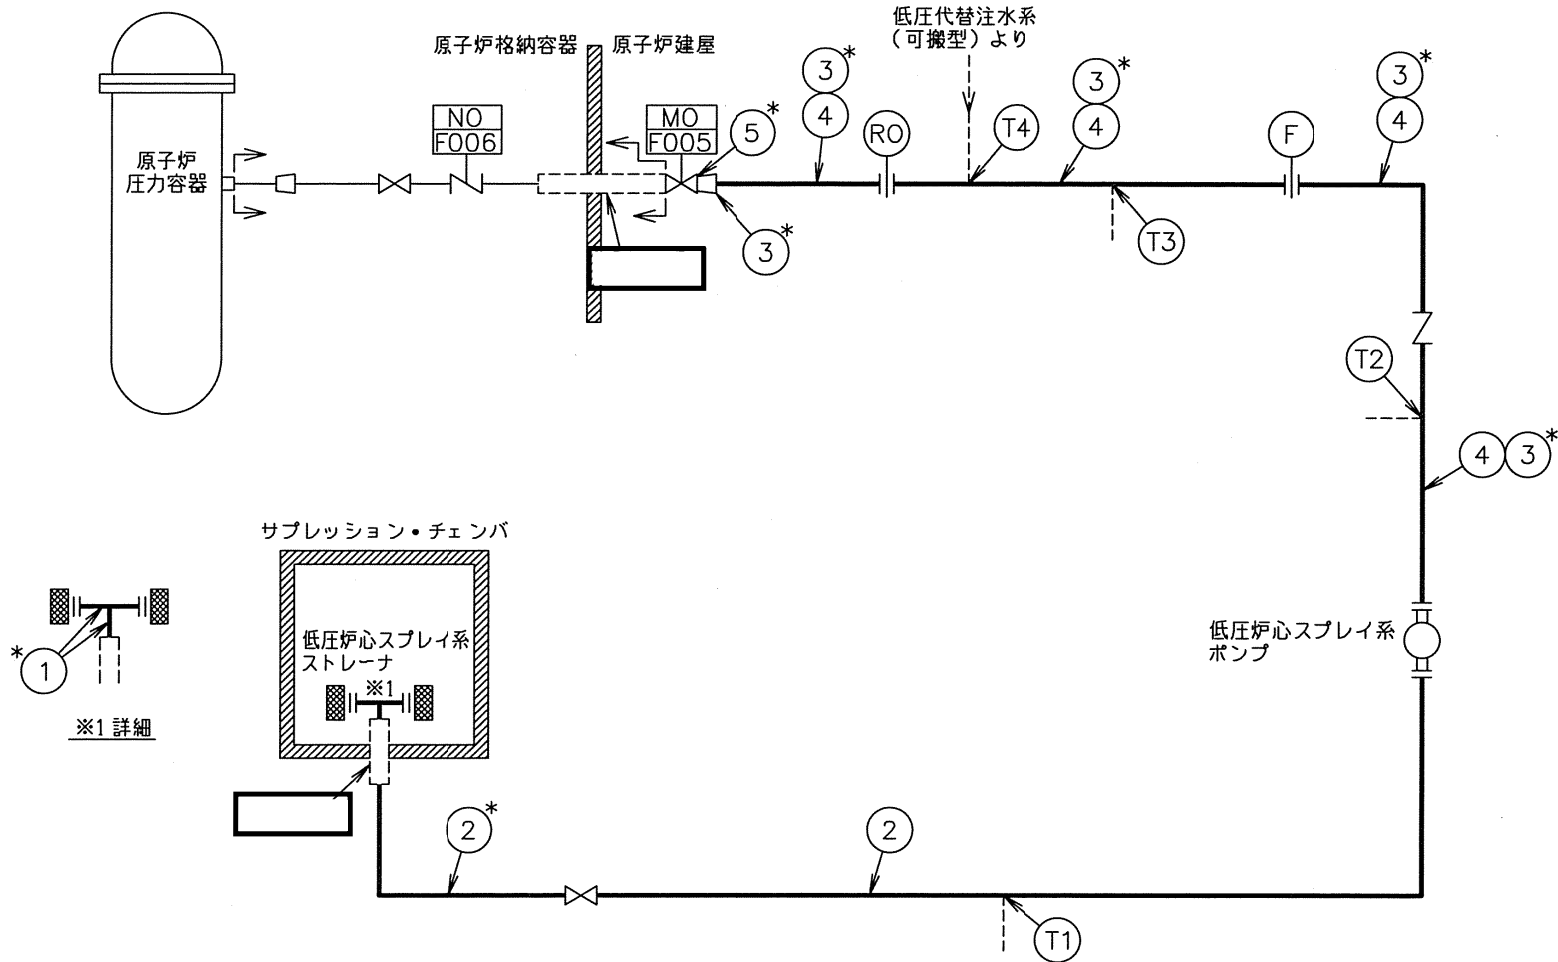 低圧代替注水系
（可搬型）より
原子炉格納容器
原子炉建屋
3*
4
3*
4
3*
4
NO
F006
MO
F005
5*
RO
T4
F
原子炉
圧力容器
3*
T3
T2
4
3*
サプレッション・チェンバ
低圧炉心スプレイ系
ストレーナ
※1
*1
※1 詳細
低圧炉心スプレイ系
ポンプ
2*
2
T1